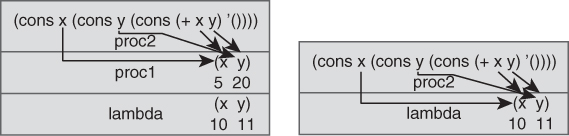 (cons x (cons y (cons (+ x y) '())))
proc2
proc1
(x y)
5 20
lambda
(x y)
10 11
(cons x (cons y (cons (+ x y) '())))
proc2
lambda
(x y)
10 11